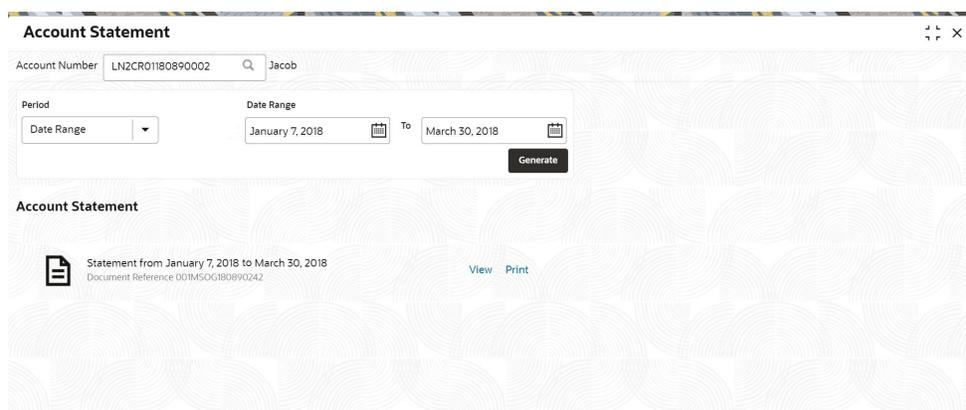 Account Statement
Account Number LN2CR01180890002 Jacob
Period Date Range
Date Range January 7, 2018 To March 30, 2018
Generate
Account Statement
Statement from January 7, 2018 to March 30, 2018 View Print
Document Reference 001MSOG180890242